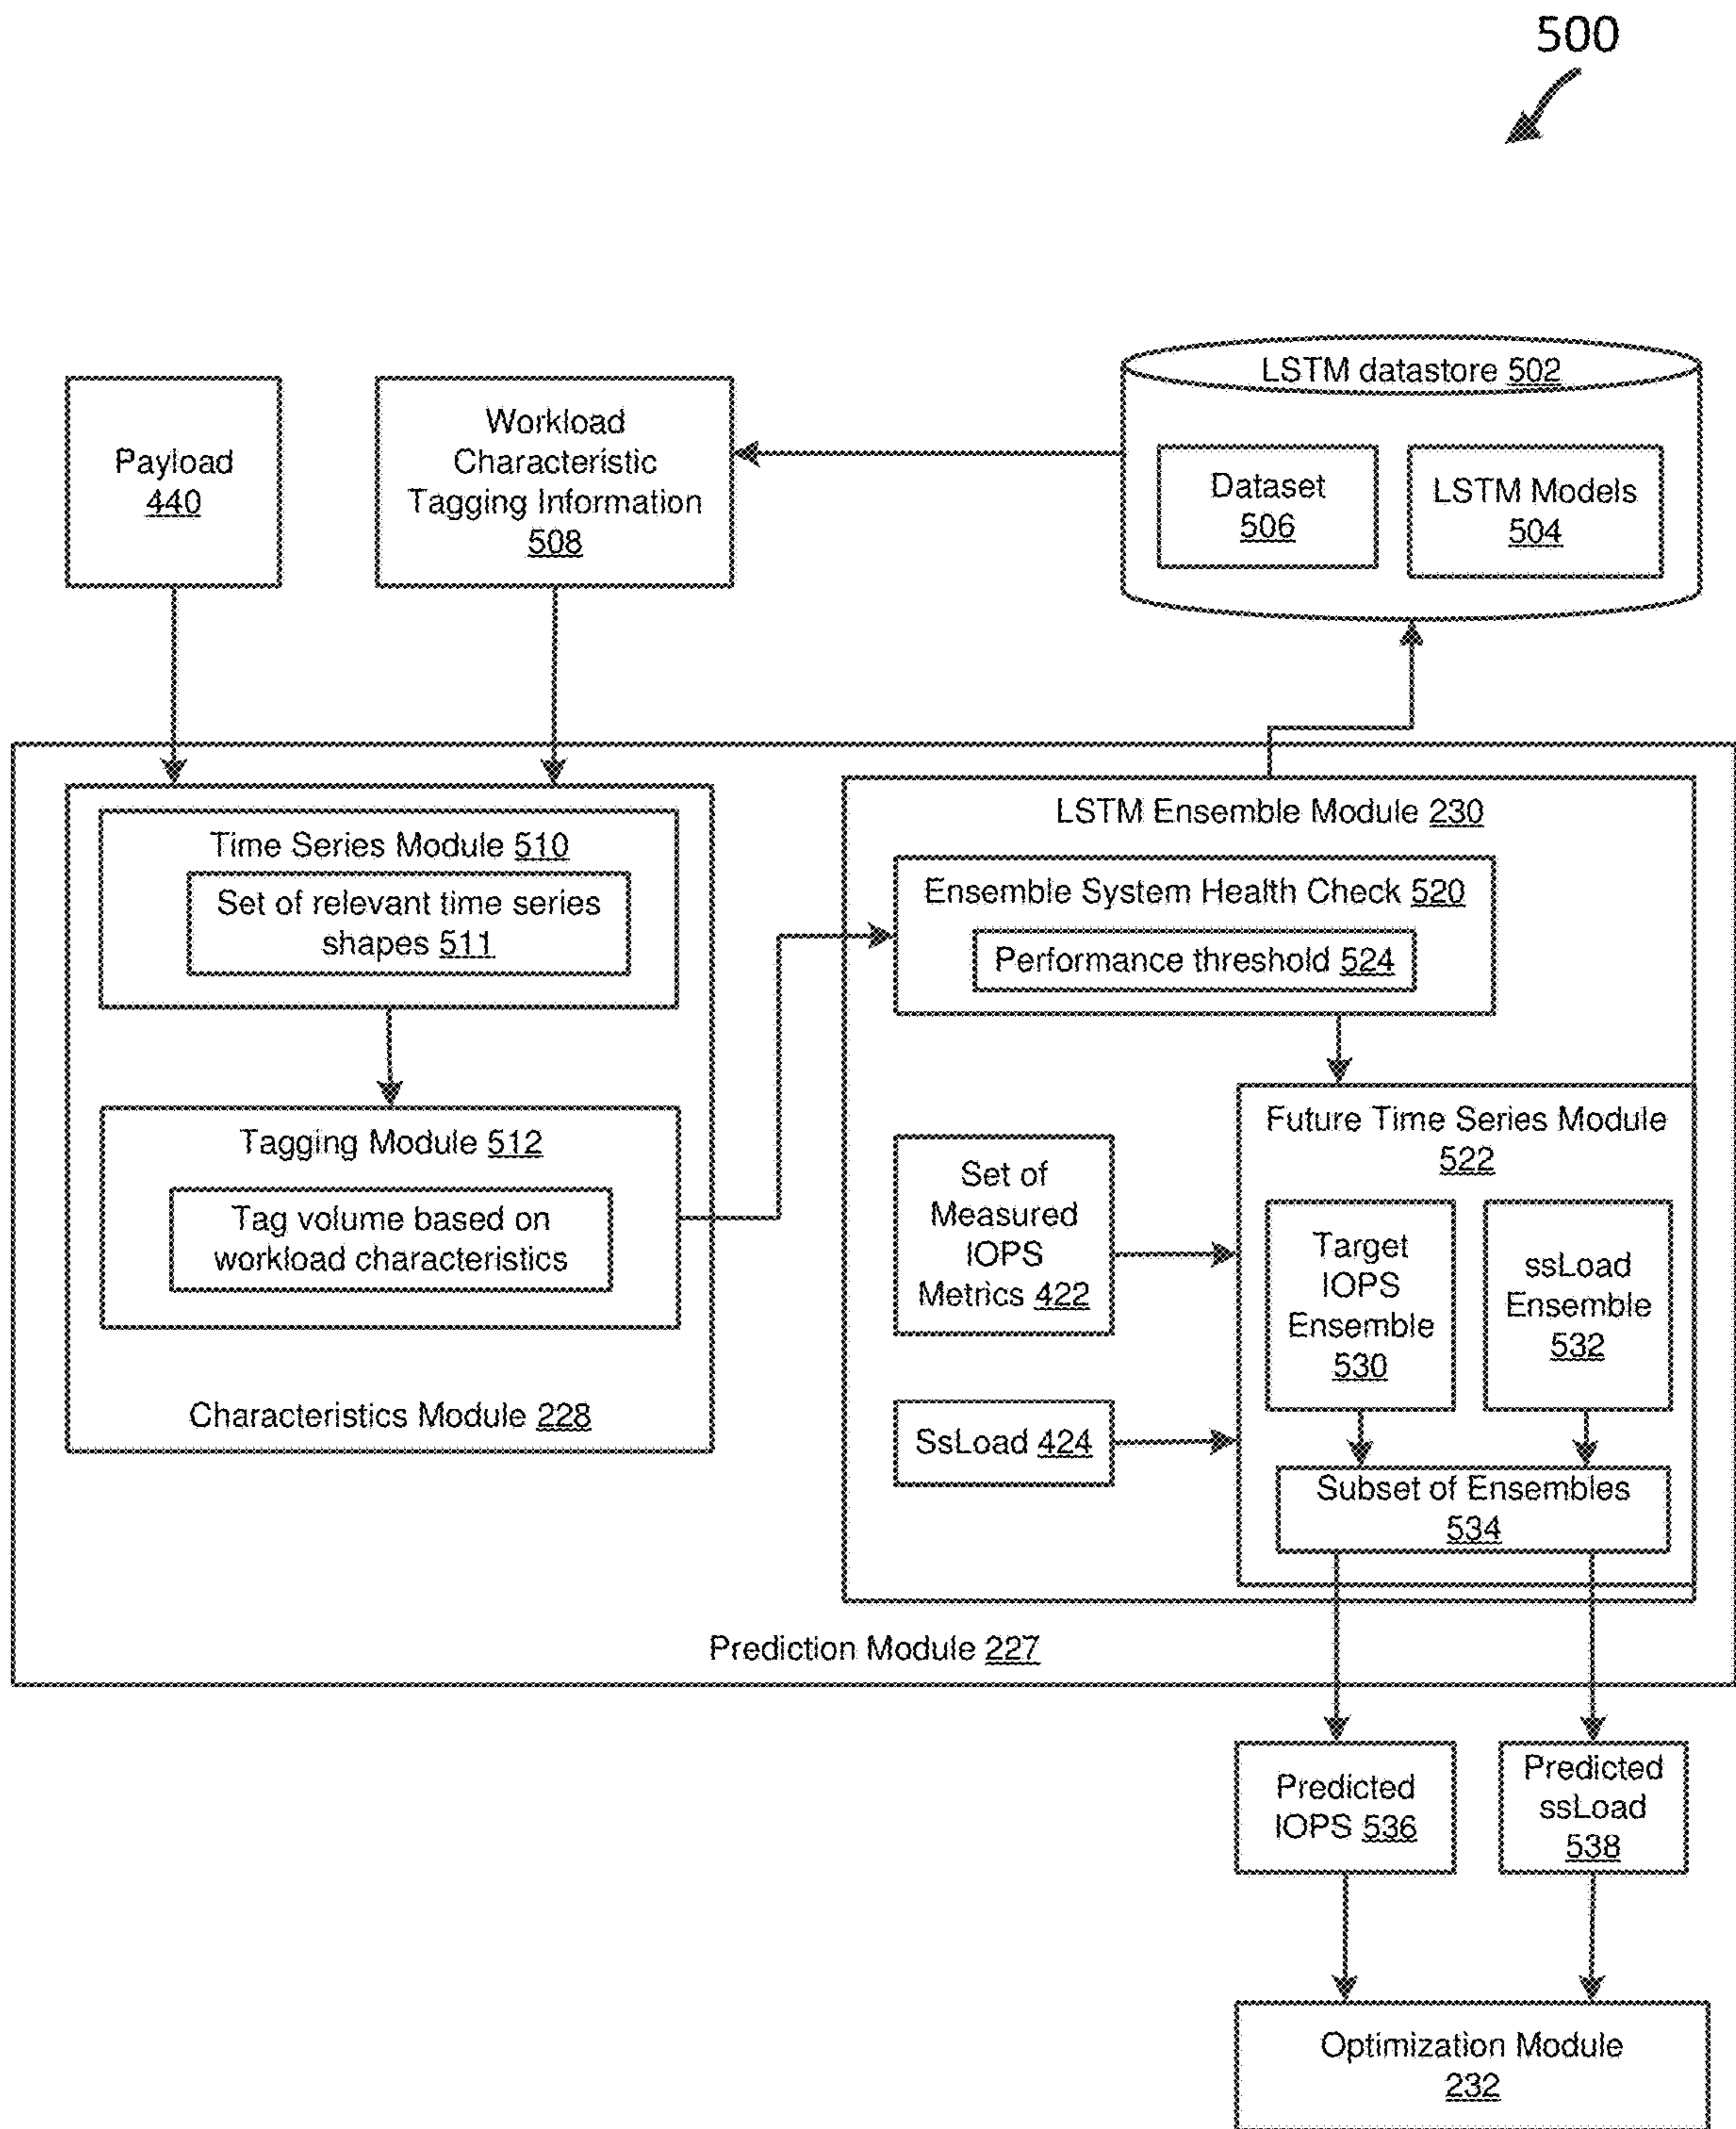 500
LSTM datastore 502
Payload
440
Workload
Characteristic
Tagging Information
508
Dataset
506
LSTM Models
504
Time Series Module 510
Set of relevant time series
shapes 511
Tagging Module 512
Tag volume based on
workload characteristics
Characteristics Module 228
LSTM Ensemble Module 230
Ensemble System Health Check 520
Performance threshold 524
Set of
Measured
IOPS
Metrics 422
SsLoad 424
Future Time Series Module
522
Target
IOPS
Ensemble
530
ssLoad
Ensemble
532
Subset of Ensembles
534
Prediction Module 227
Predicted
IOPS 536
Predicted
ssLoad
538
Optimization Module
232